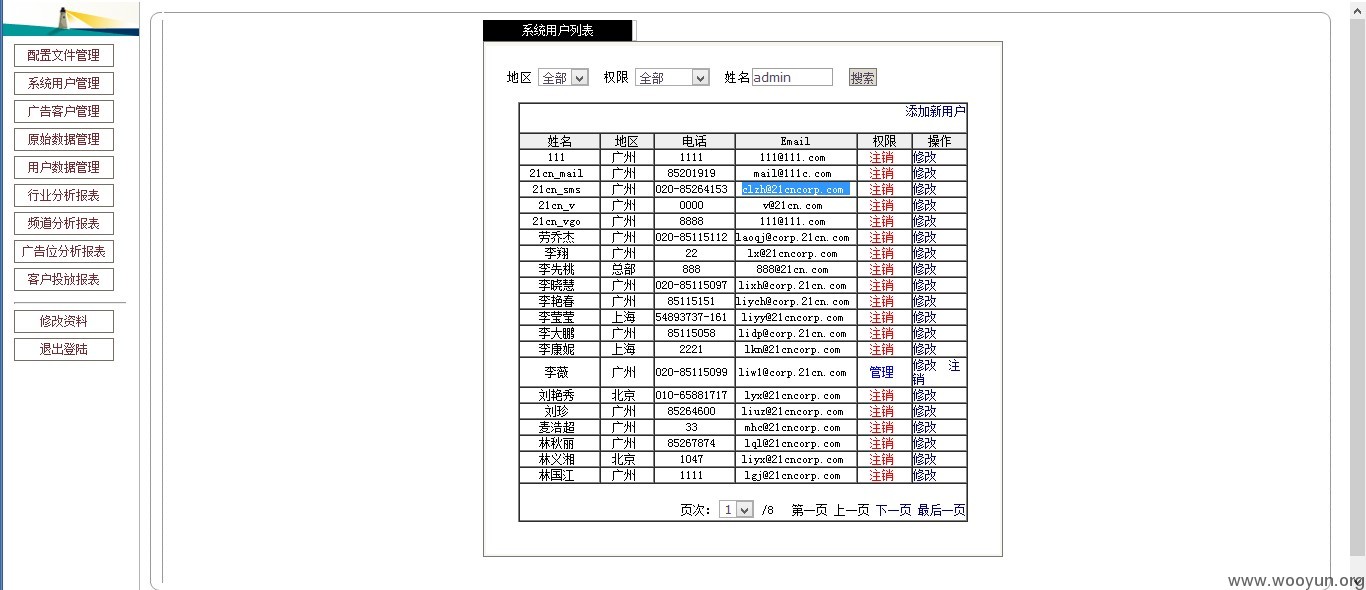 系统用户列表
配置文件管理
系统用户管理
广告客户管理
原始数据管理
用户数据管理
行业分析报表
频道分析报表
广告位分析报表
客户投放报表
修改资料
退出登陆
地区 全部 权限 全部 姓名 admin 搜索
添加新用户
姓名 地区 电话 Email 权限 操作
111 广州 1111 111@111.com 注销 修改
21cn_mail 广州 85201919 mail@111c.com 注销 修改
21cn_sms 广州 020-85264153 clzh@21cncorp.com 注销 修改
21cn_v 广州 0000 v@21cn.com 注销 修改
21cn_vgo 广州 8888 111@111.com 注销 修改
劳乔杰 广州 020-85115112 laoqj@corp.21cn.com 注销 修改
李翔 广州 22 lx@21cncorp.com 注销 修改
李先桃 总部 888 888@21cn.com 注销 修改
李晓慧 广州 020-85115097 lixh@corp.21cn.com 注销 修改
李艳春 广州 85115151 liych@corp.21cn.com 注销 修改
李莹莹 上海 54893737-161 liyy@21cncorp.com 注销 修改
李大鹏 广州 85115058 lidp@corp.21cn.com 注销 修改
李康妮 上海 2221 lkn@21cncorp.com 注销 修改
李薇 广州 020-85115099 liwl@corp.21cn.com 管理 修改 注
销
刘艳秀 北京 010-65881717 lyx@21cncorp.com 注销 修改
刘珍 广州 85264600 liuz@21cncorp.com 注销 修改
麦浩超 广州 33 mhc@21cncorp.com 注销 修改
林秋丽 广州 85267874 lql@21cncorp.com 注销 修改
林义湘 北京 1047 liyx@21cncorp.com 注销 修改
林国江 广州 1111 lgj@21cncorp.com 注销 修改
页次: 1 /8 第一页 上一页 下一页 最后一页
www.wooyun.org